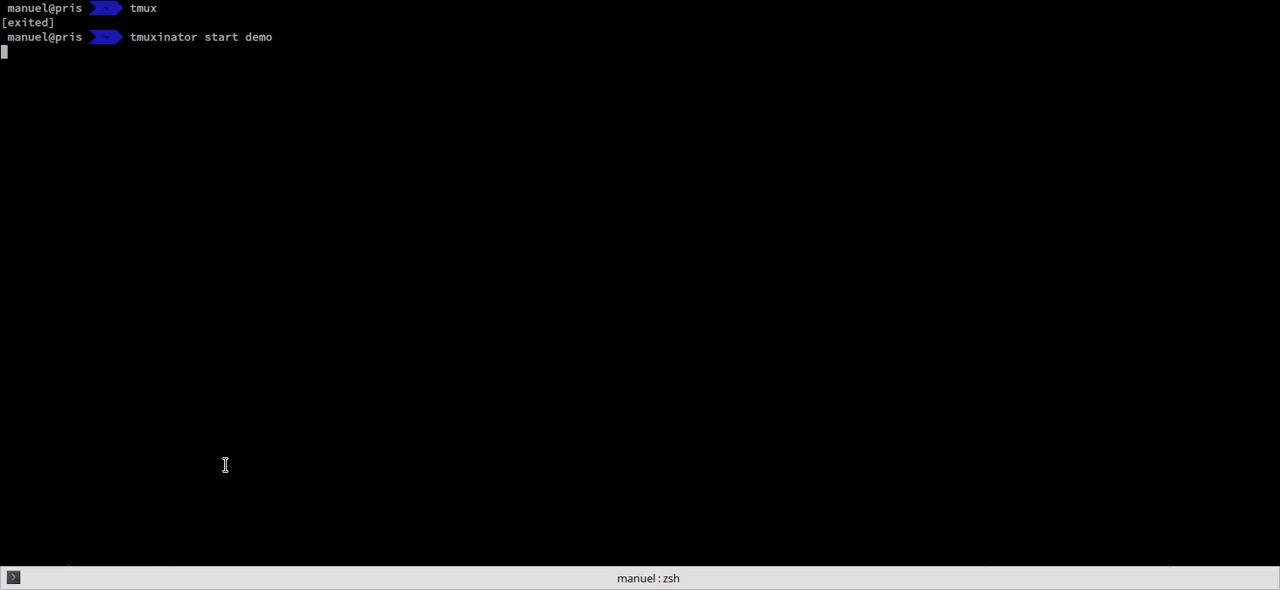 manuel@pris ~ tmux
[exited]
manuel@pris ~ tmuxinator start demo
manuel : zsh